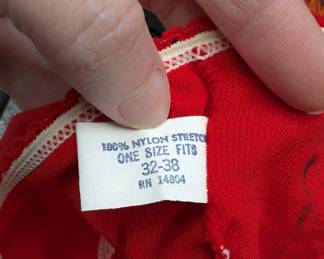 100% NYLON STRETCH
ONE SIZE FITS
32-38
RN 14804